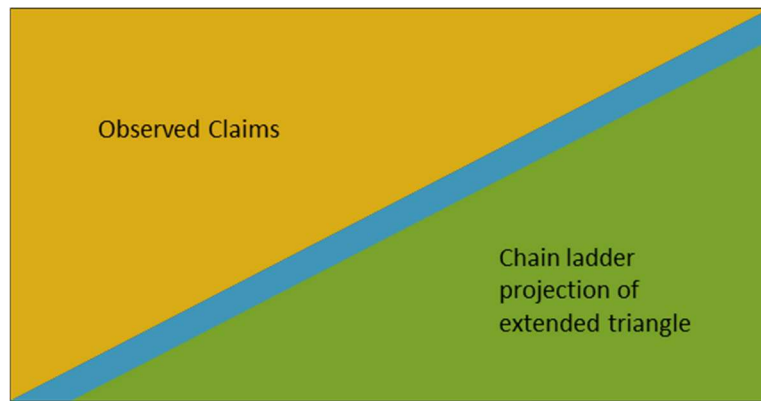 Observed Claims
Chain ladder
projection of
extended triangle